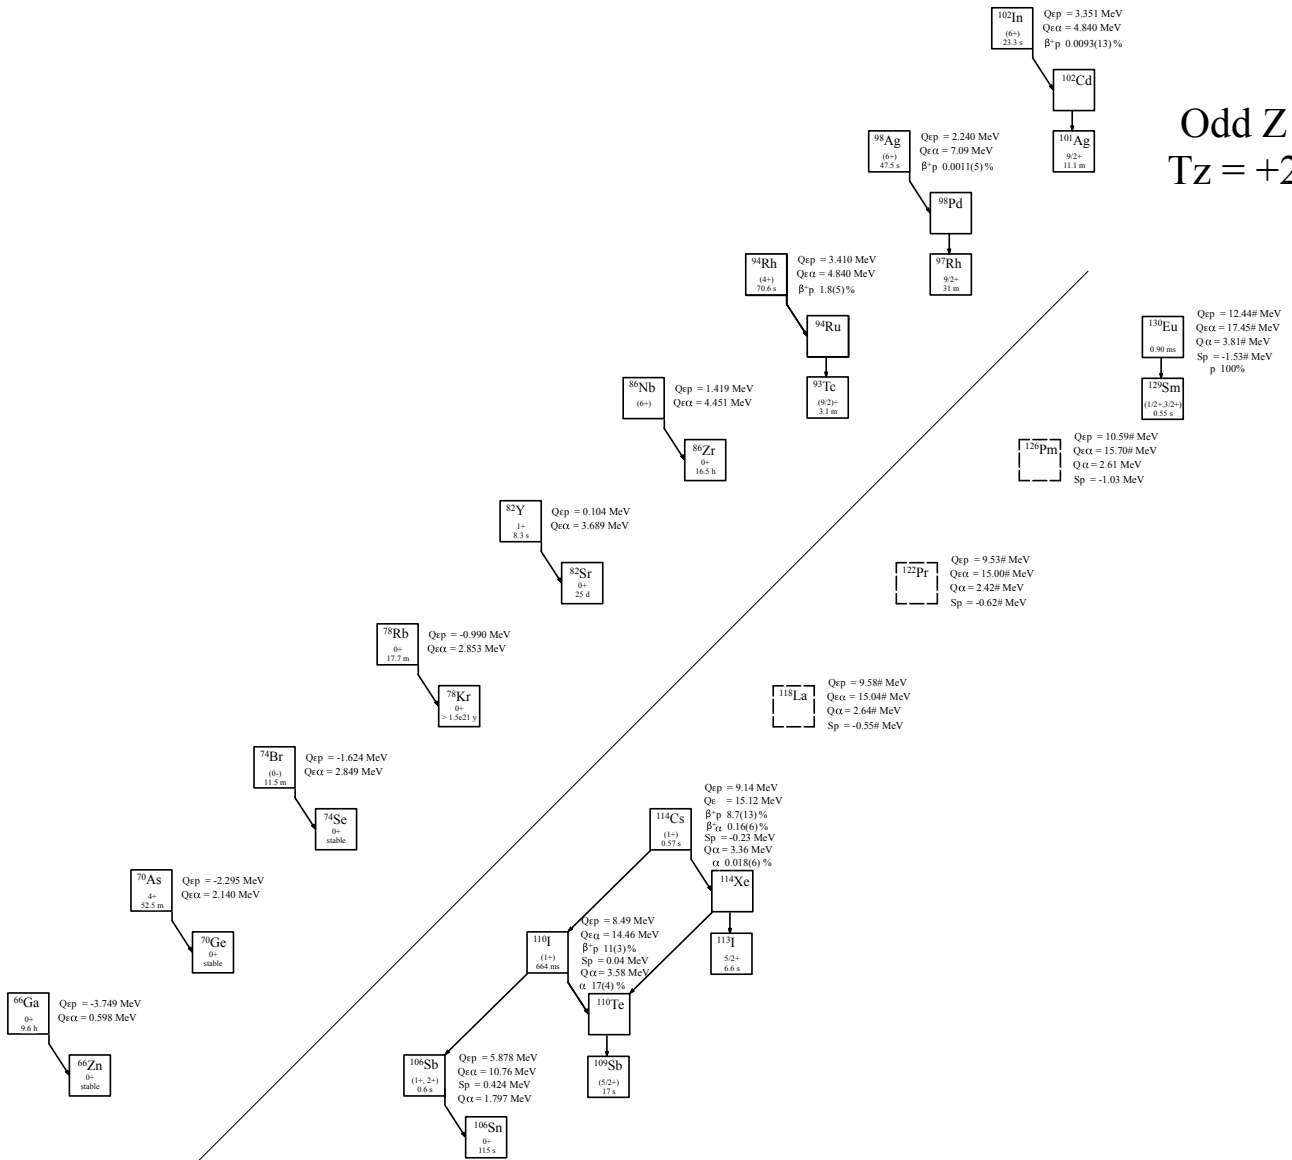 ¹⁰²In
(6+)
23.3 s
Qεp = 3.351 MeV
Qεα = 4.840 MeV
β⁺p 0.0093(13) %
¹⁰²Cd
¹⁰¹Ag
9/2+
11.1 m
Odd Z
Tz = +2
⁹⁸Ag
(6+)
47.5 s
Qεp = 2.240 MeV
Qεα = 7.09 MeV
β⁺p 0.0011(5) %
⁹⁸Pd
⁹⁷Rh
9/2+
31 m
⁹⁴Rh
(4+)
70.6 s
Qεp = 3.410 MeV
Qεα = 4.840 MeV
β⁺p 1.8(5) %
⁹⁴Ru
⁹³Tc
(9/2)+
3.1 m
¹³⁰Eu
0.90 ms
Qεp = 12.44# MeV
Qεα = 17.45# MeV
Qα = 3.81# MeV
Sp = -1.53# MeV
p 100%
¹²⁹Sm
(1/2+,3/2+)
0.55 s
⁸⁶Nb
(6+)
Qεp = 1.419 MeV
Qεα = 4.451 MeV
⁸⁶Zr
0+
16.5 h
¹²⁶Pm
Qεp = 10.59# MeV
Qεα = 15.70# MeV
Qα = 2.61 MeV
Sp = -1.03 MeV
⁸²Y
1+
8.3 s
Qεp = 0.104 MeV
Qεα = 3.689 MeV
⁸²Sr
0+
25 d
¹²²Pr
Qεp = 9.53# MeV
Qεα = 15.00# MeV
Qα = 2.42# MeV
Sp = -0.62# MeV
⁷⁸Rb
0+
17.7 m
Qεp = -0.990 MeV
Qεα = 2.853 MeV
⁷⁸Kr
0+
> 1.5e21 y
¹¹⁸La
Qεp = 9.58# MeV
Qεα = 15.04# MeV
Qα = 2.64# MeV
Sp = -0.55# MeV
⁷⁴Br
(0-)
11.5 m
Qεp = -1.624 MeV
Qεα = 2.849 MeV
⁷⁴Se
0+
stable
¹¹⁴Cs
(1+)
0.57 s
Qεp = 9.14 MeV
Qε = 15.12 MeV
β⁺p 8.7(13) %
β⁺α 0.16(6) %
Sp = -0.23 MeV
Qα = 3.36 MeV
α 0.018(6) %
¹¹⁴Xe
¹¹³I
5/2+
6.6 s
⁷⁰As
4+
52.5 m
Qεp = -2.295 MeV
Qεα = 2.140 MeV
⁷⁰Ge
0+
stable
¹¹⁰I
(1+)
664 ms
Qεp = 8.49 MeV
Qεα = 14.46 MeV
β⁺p 11(3) %
Sp = 0.04 MeV
Qα = 3.58 MeV
α 17(4) %
¹¹⁰Te
¹⁰⁹Sb
(5/2+)
17 s
⁶⁶Ga
0+
9.6 h
Qεp = -3.749 MeV
Qεα = 0.598 MeV
⁶⁶Zn
0+
stable
¹⁰⁶Sb
(1+, 2+)
0.6 s
Qεp = 5.878 MeV
Qεα = 10.76 MeV
Sp = 0.424 MeV
Qα = 1.797 MeV
¹⁰⁶Sn
0+
115 s